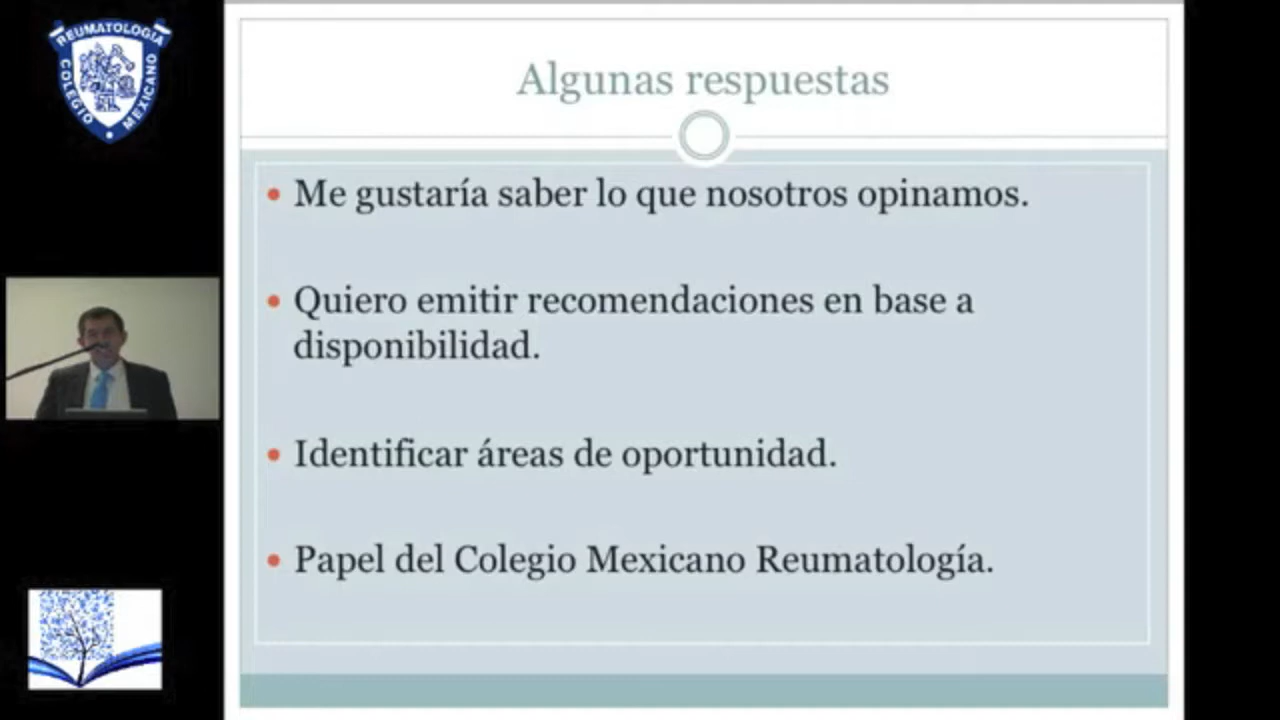 REUMATOLOGIA
COLEGIO
MEXICANO
Algunas respuestas
• Me gustaría saber lo que nosotros opinamos.
• Quiero emitir recomendaciones en base a
disponibilidad.
• Identificar áreas de oportunidad.
• Papel del Colegio Mexicano Reumatología.